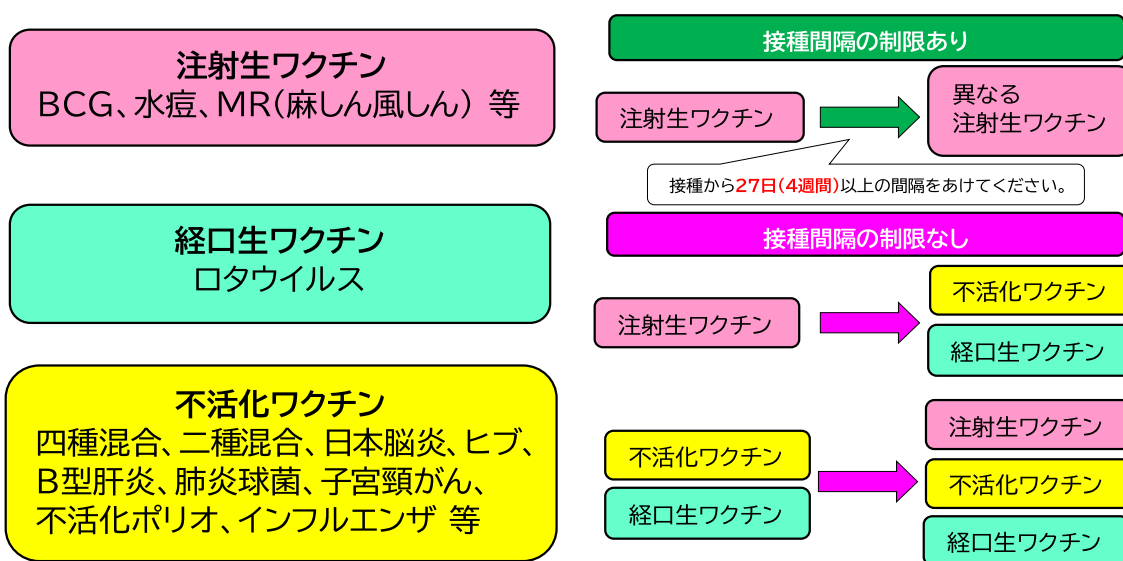 注射生ワクチン
BCG、水痘、MR(麻しん風しん) 等
経口生ワクチン
ロタウイルス
不活化ワクチン
四種混合、二種混合、日本脳炎、ヒブ、
B型肝炎、肺炎球菌、子宮頸がん、
不活化ポリオ、インフルエンザ 等
接種間隔の制限あり
注射生ワクチン
異なる
注射生ワクチン
接種から27日(4週間)以上の間隔をあけてください。
接種間隔の制限なし
注射生ワクチン
不活化ワクチン
経口生ワクチン
不活化ワクチン
経口生ワクチン
注射生ワクチン
不活化ワクチン
経口生ワクチン